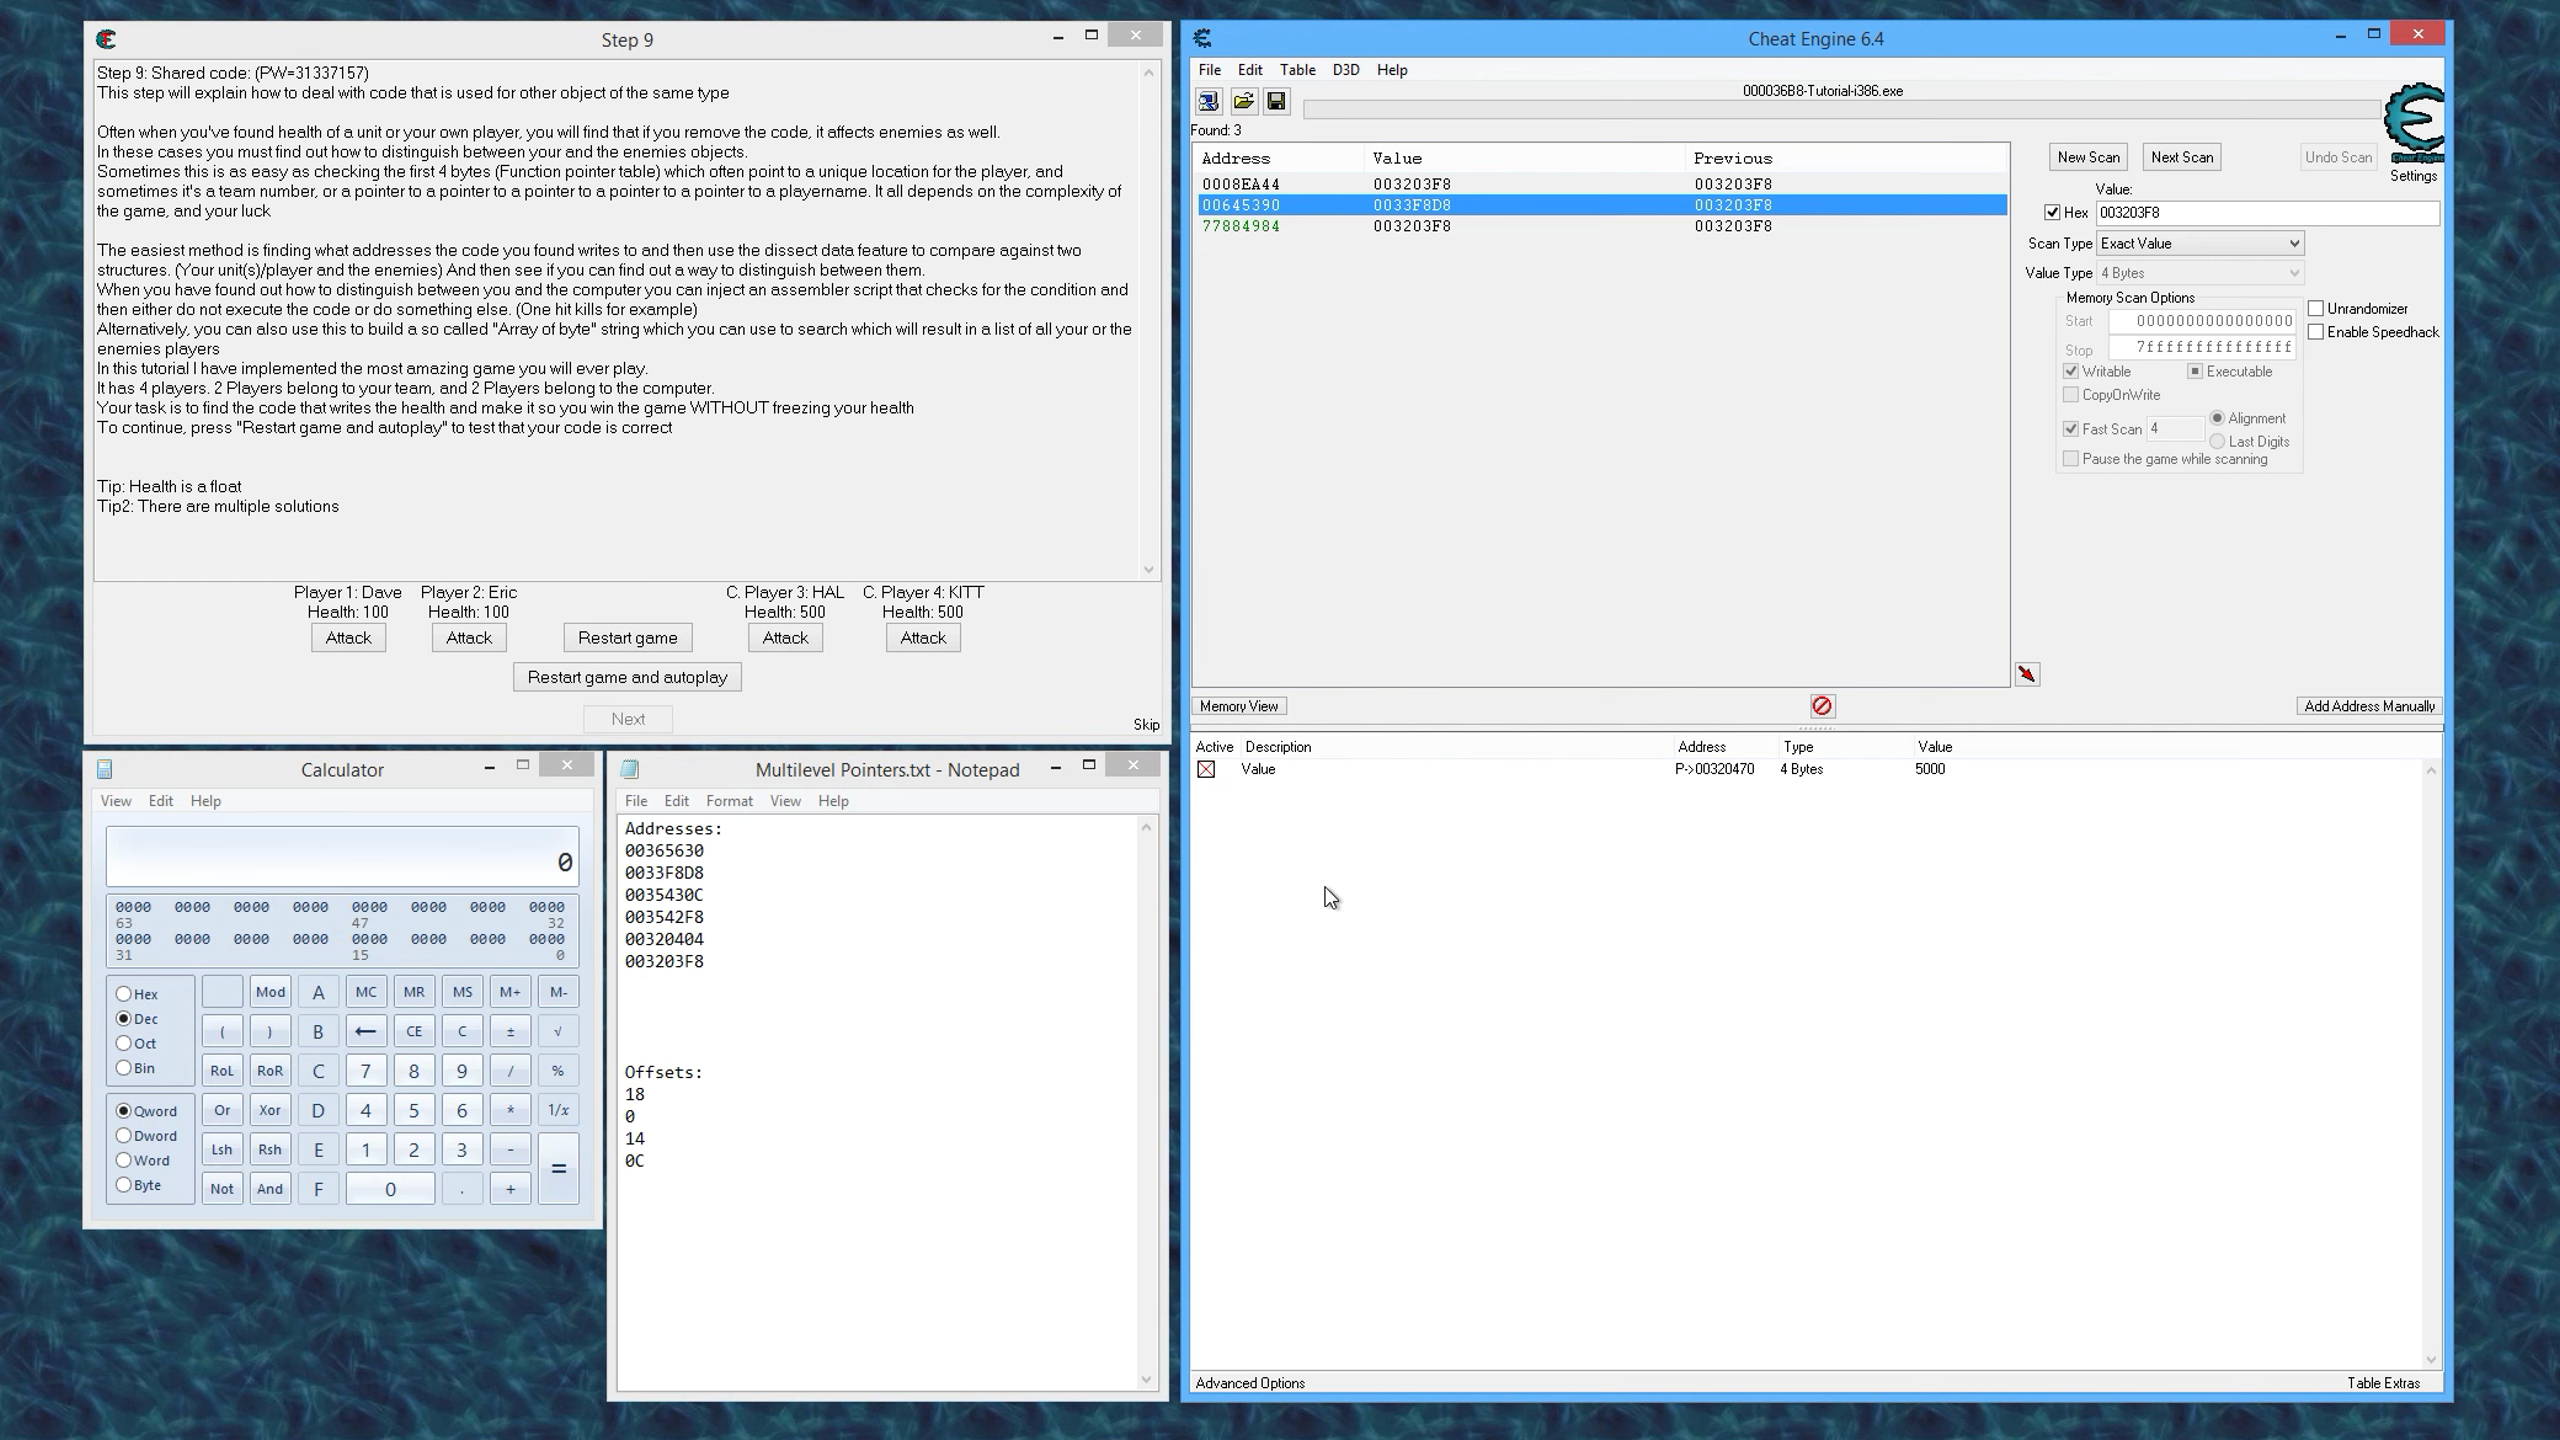 Step 9
Step 9: Shared code: (PW=31337157)
This step will explain how to deal with code that is used for other object of the same type
Often when you've found health of a unit or your own player, you will find that if you remove the code, it affects enemies as well.
In these cases you must find out how to distinguish between your and the enemies objects.
Sometimes this is as easy as checking the first 4 bytes (Function pointer table) which often point to a unique location for the player, and
sometimes it's a team number, or a pointer to a pointer to a pointer to a pointer to a pointer to a playername. It all depends on the complexity of
the game, and your luck
The easiest method is finding what addresses the code you found writes to and then use the dissect data feature to compare against two
structures. (Your unit(s)/player and the enemies) And then see if you can find out a way to distinguish between them.
When you have found out how to distinguish between you and the computer you can inject an assembler script that checks for the condition and
then either do not execute the code or do something else. (One hit kills for example)
Alternatively, you can also use this to build a so called "Array of byte" string which you can use to search which will result in a list of all your or the
enemies players
In this tutorial I have implemented the most amazing game you will ever play.
It has 4 players. 2 Players belong to your team, and 2 Players belong to the computer.
Your task is to find the code that writes the health and make it so you win the game WITHOUT freezing your health
To continue, press "Restart game and autoplay" to test that your code is correct
Tip: Health is a float
Tip2: There are multiple solutions
Player 1: Dave Player 2: Eric C. Player 3: HAL C. Player 4: KITT
Health: 100 Health: 100 Health: 500 Health: 500
Attack Attack Restart game Attack Attack
Restart game and autoplay
Next
Skip
Calculator
View Edit Help
0
0000 0000 0000 0000 0000 0000 0000 0000
63 47 32
0000 0000 0000 0000 0000 0000 0000 0000
31 15 0
Hex Mod A MC MR MS M+ M-
Dec ( ) B ← CE C ± √
Oct
Bin RoL RoR C 7 8 9 / %
Qword Or Xor D 4 5 6 * 1/x
Dword
Word Lsh Rsh E 1 2 3 - =
Byte Not And F 0 . +
Multilevel Pointers.txt - Notepad
File Edit Format View Help
Addresses:
00365630
0033F8D8
0035430C
003542F8
00320404
003203F8
Offsets:
18
0
14
0C
Cheat Engine 6.4
File Edit Table D3D Help
000036B8-Tutorial-i386.exe
Found: 3
Address Value Previous
0008EA44 003203F8 003203F8
00645390 0033F8D8 003203F8
77884984 003203F8 003203F8
New Scan Next Scan Undo Scan
Cheat Engine
Settings
Value:
Hex 003203F8
Scan Type Exact Value
Value Type 4 Bytes
Memory Scan Options
Start 0000000000000000
Stop 7fffffffffffffff
Writable Executable
CopyOnWrite
Fast Scan 4 Alignment
Last Digits
Pause the game while scanning
Unrandomizer
Enable Speedhack
Memory View
Add Address Manually
Active Description Address Type Value
Value P->00320470 4 Bytes 5000
Advanced Options
Table Extras